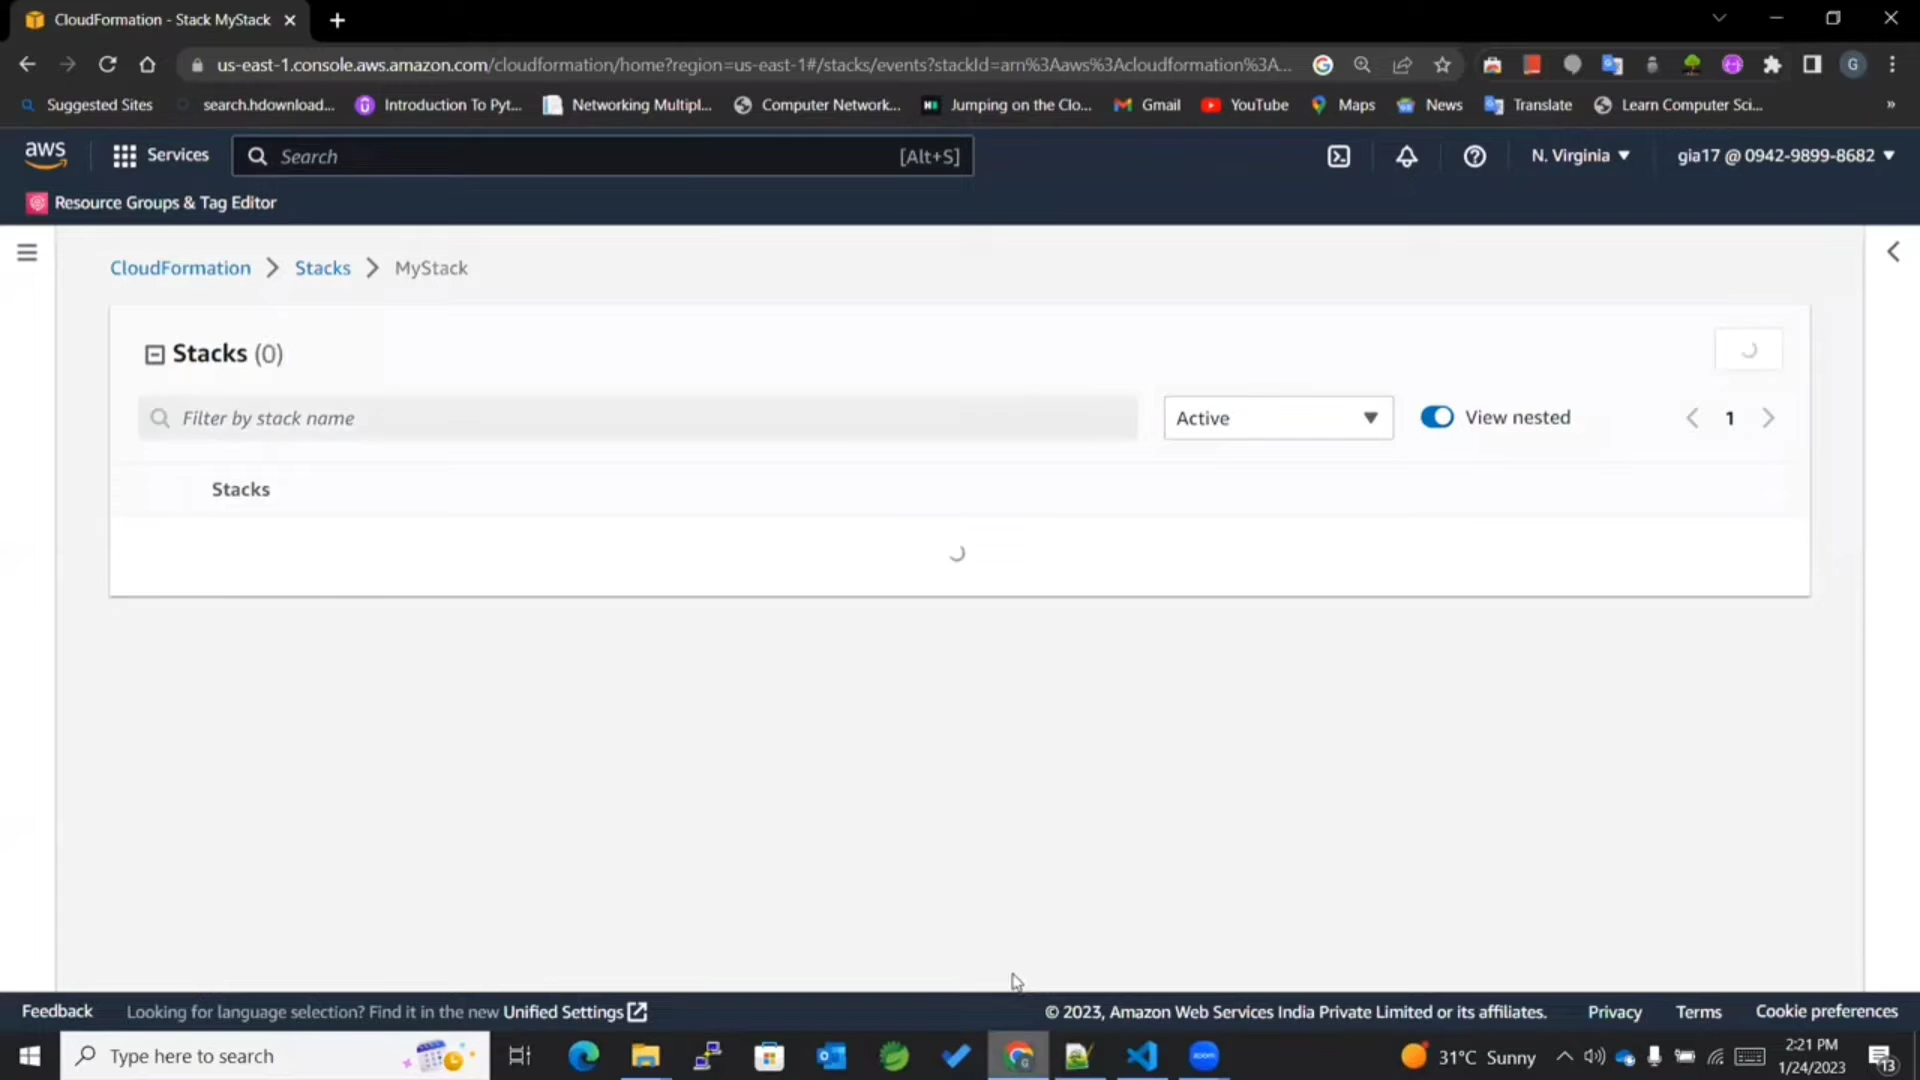 CloudFormation - Stack MyStack
us-east-1.console.aws.amazon.com/cloudformation/home?region=us-east-1#/stacks/events?stackId=arn%3Aaws%3Acloudformation%3A...
Suggested Sites search.hdownload... Introduction To Pyt... Networking Multipl... Computer Network... Jumping on the Clo... Gmail YouTube Maps News Translate Learn Computer Sci... »
aws Services Search [Alt+S] N. Virginia gia17 @ 0942-9899-8682
Resource Groups & Tag Editor
CloudFormation Stacks MyStack
Stacks (0)
Filter by stack name Active View nested 1
Stacks
Feedback Looking for language selection? Find it in the new Unified Settings © 2023, Amazon Web Services India Private Limited or its affiliates. Privacy Terms Cookie preferences
Type here to search 31°C Sunny 2:21 PM
1/24/2023 13